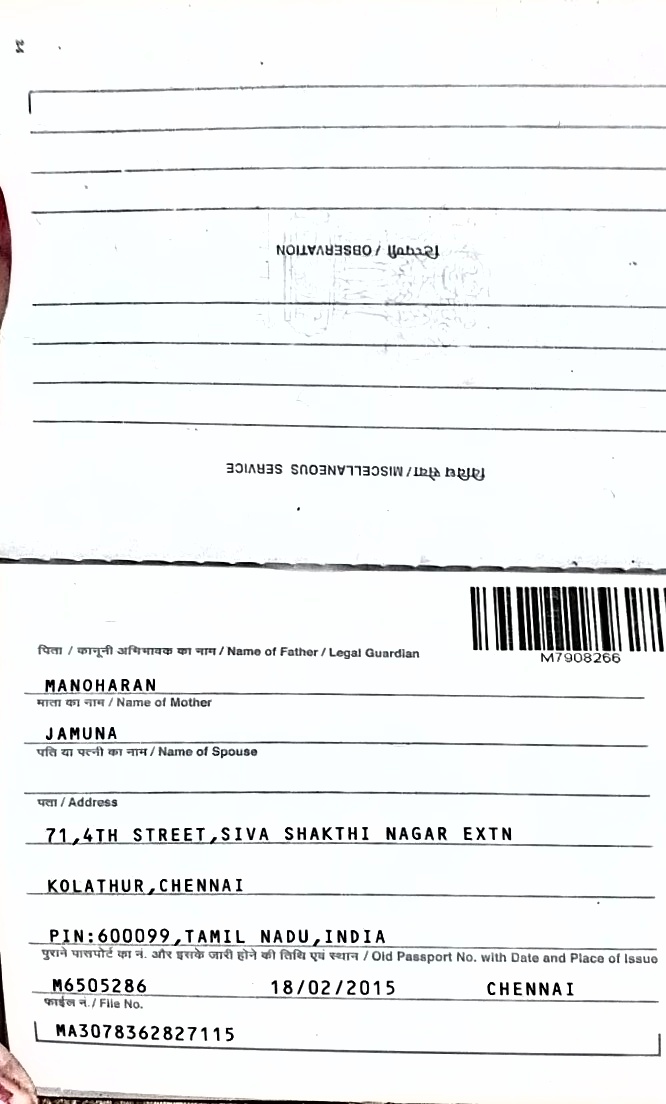 34
टिप्पणी / OBSERVATION
विविध सेवा / MISCELLANEOUS SERVICE
M7908266
पिता / कानूनी अभिभावक का नाम / Name of Father / Legal Guardian
MANOHARAN
माता का नाम / Name of Mother
JAMUNA
पति या पत्नी का नाम / Name of Spouse
पता / Address
71,4TH STREET,SIVA SHAKTHI NAGAR EXTN
KOLATHUR,CHENNAI
PIN:600099,TAMIL NADU,INDIA
पुराने पासपोर्ट का नं. और इसके जारी होने की तिथि एवं स्थान / Old Passport No. with Date and Place of Issue
M6505286 18/02/2015 CHENNAI
फाईल नं. / File No.
MA3078362827115